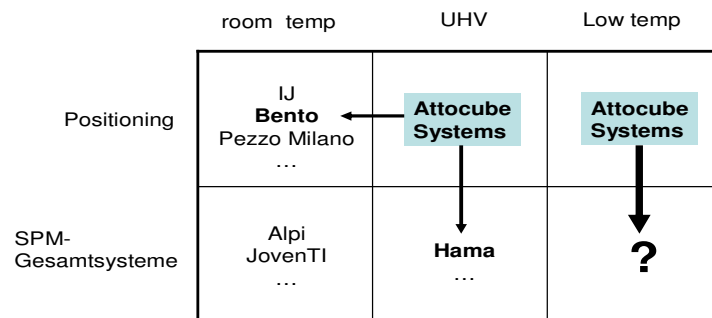 room temp
UHV
Low temp
Positioning
IJ
Bento
Pezzo Milano
...
Attocube
Systems
Attocube
Systems
SPM-
Gesamtsysteme
Alpi
JovenTI
...
Hama
...
?